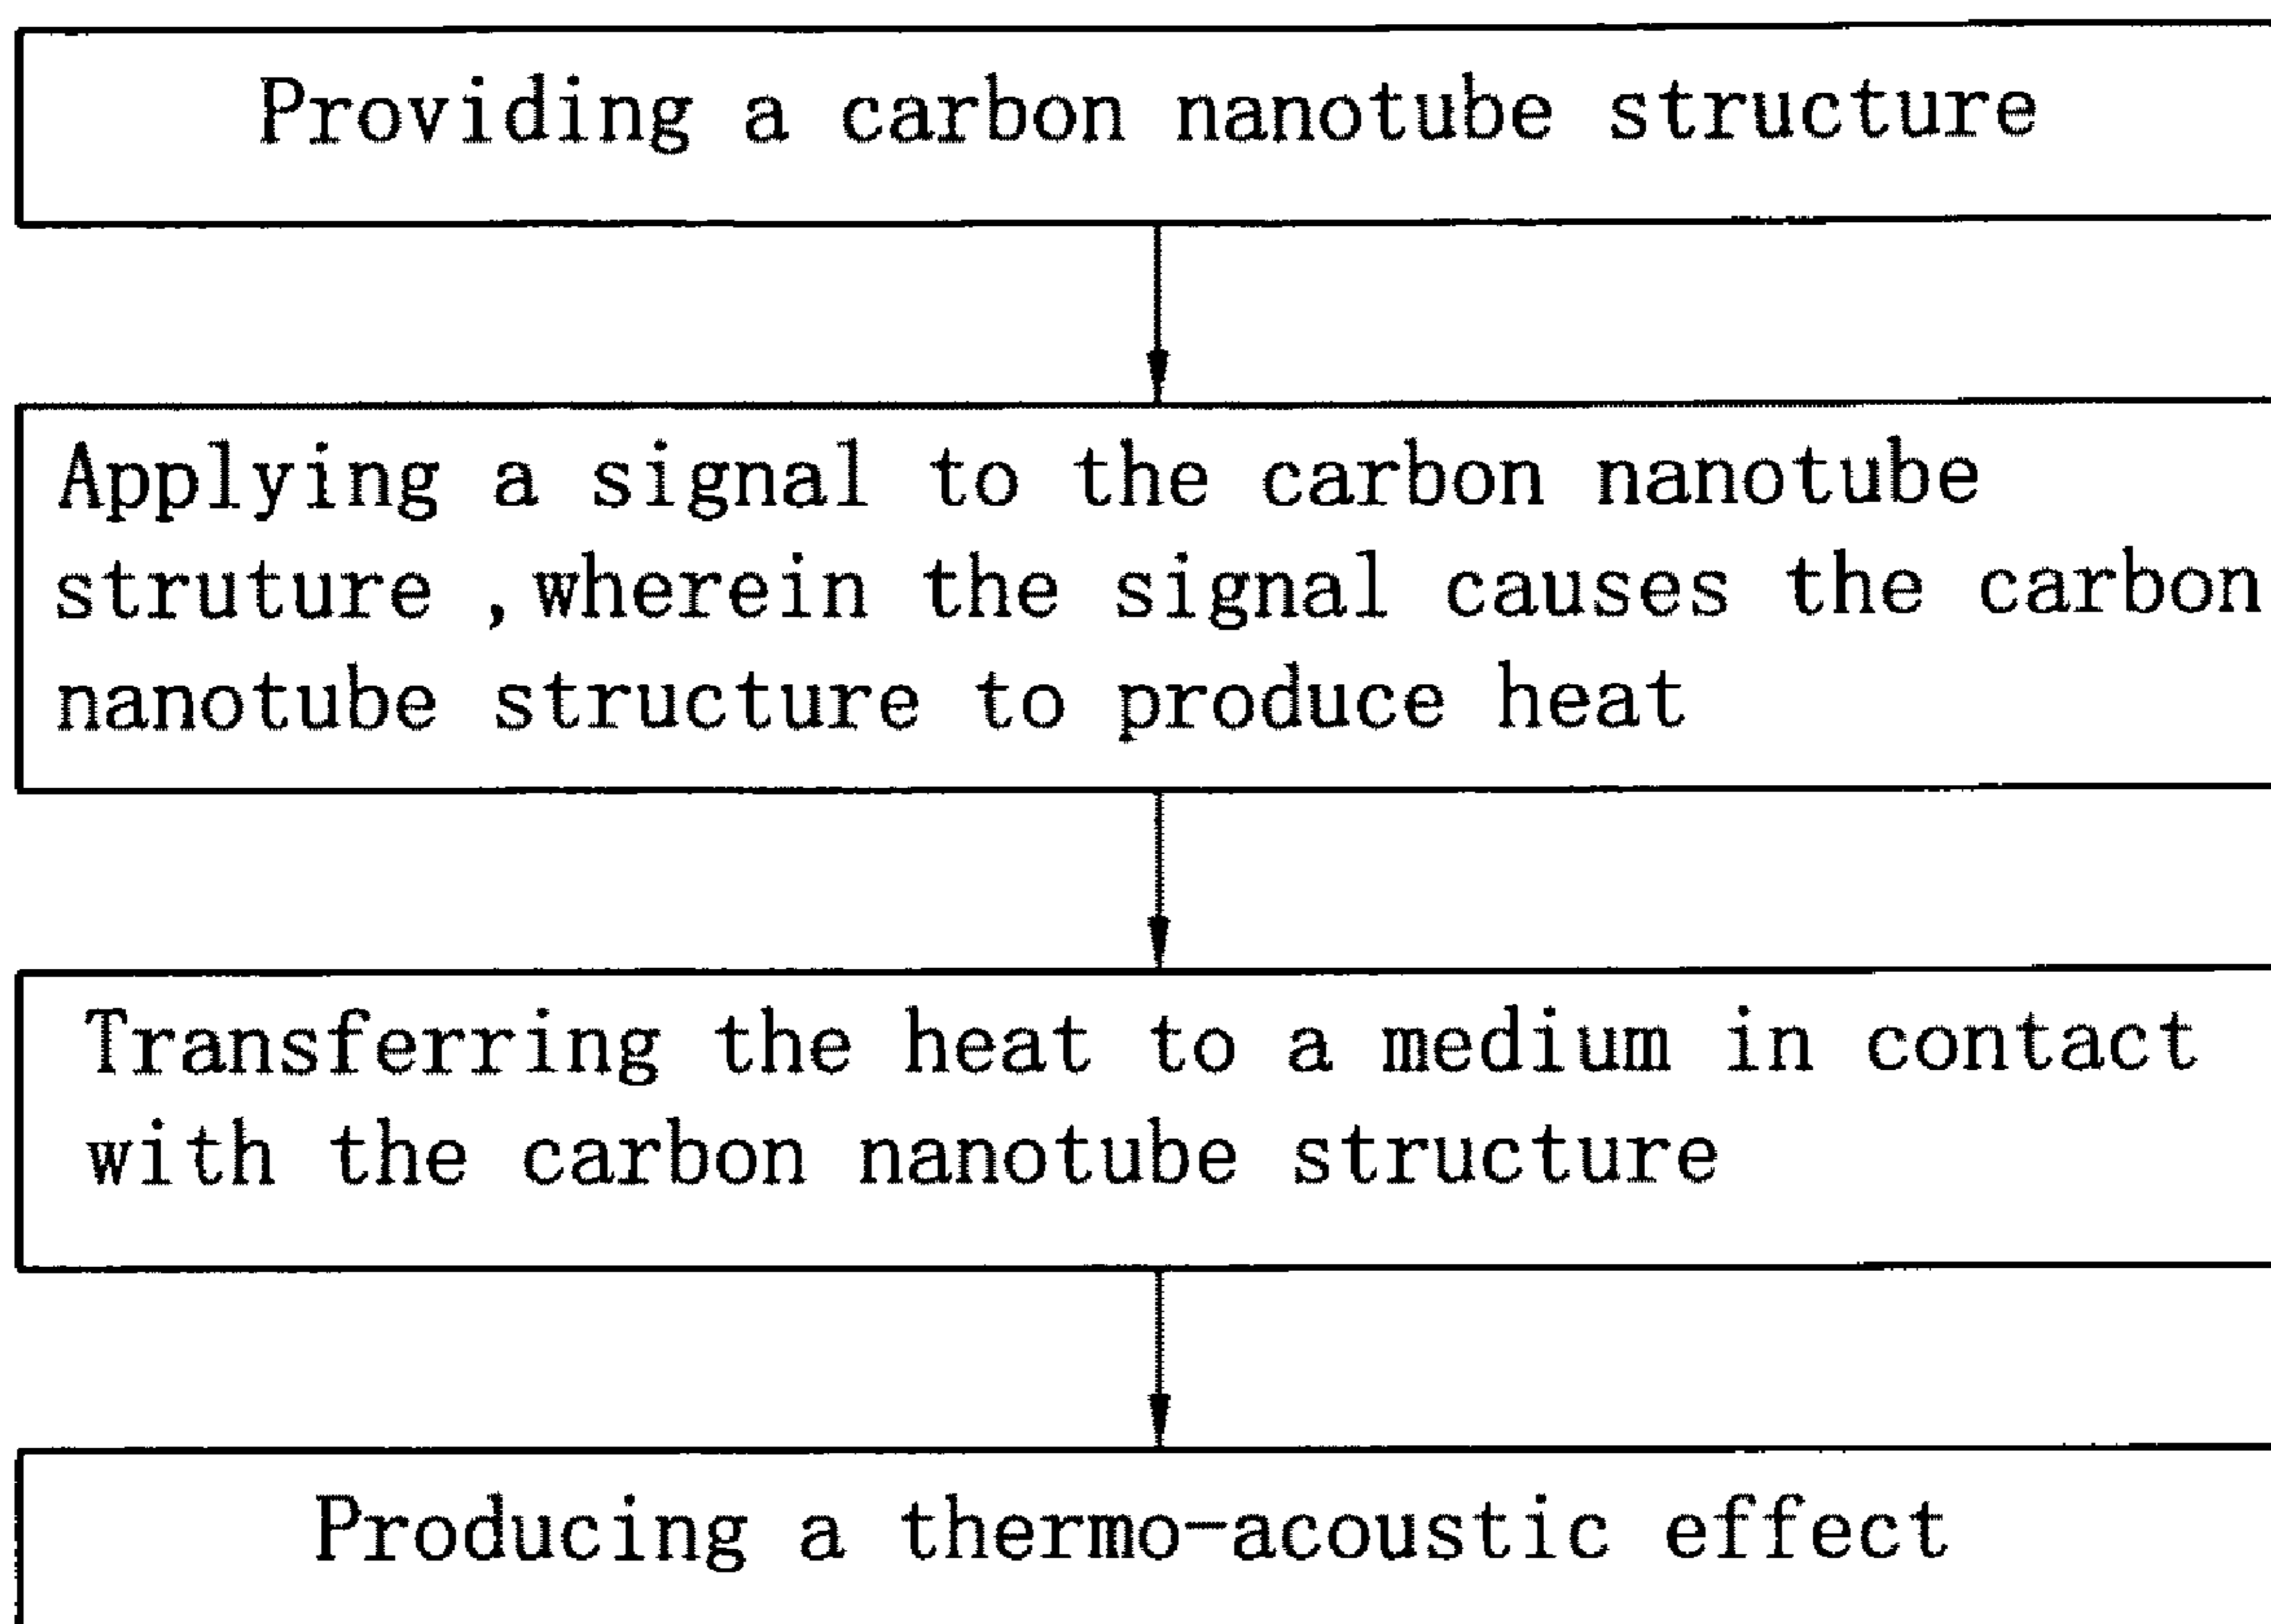 Providing a carbon nanotube structure
Applying a signal to the carbon nanotube
struture ,wherein the signal causes the carbon
nanotube structure to produce heat
Transferring the heat to a medium in contact
with the carbon nanotube structure
Producing a thermo-acoustic effect